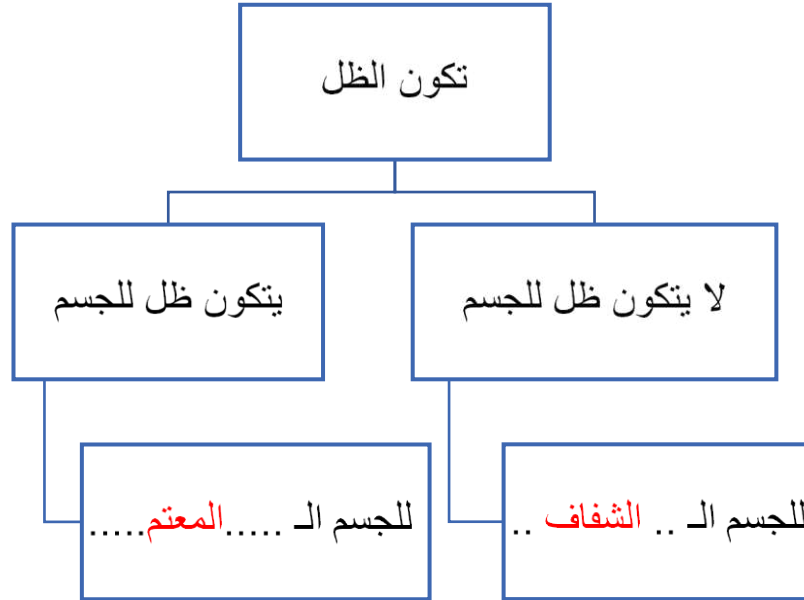 تكون الظل
لا يتكون ظل للجسم
يتكون ظل للجسم
للجسم الـ .. الشفاف ..
للجسم الـ .....المعتم.....